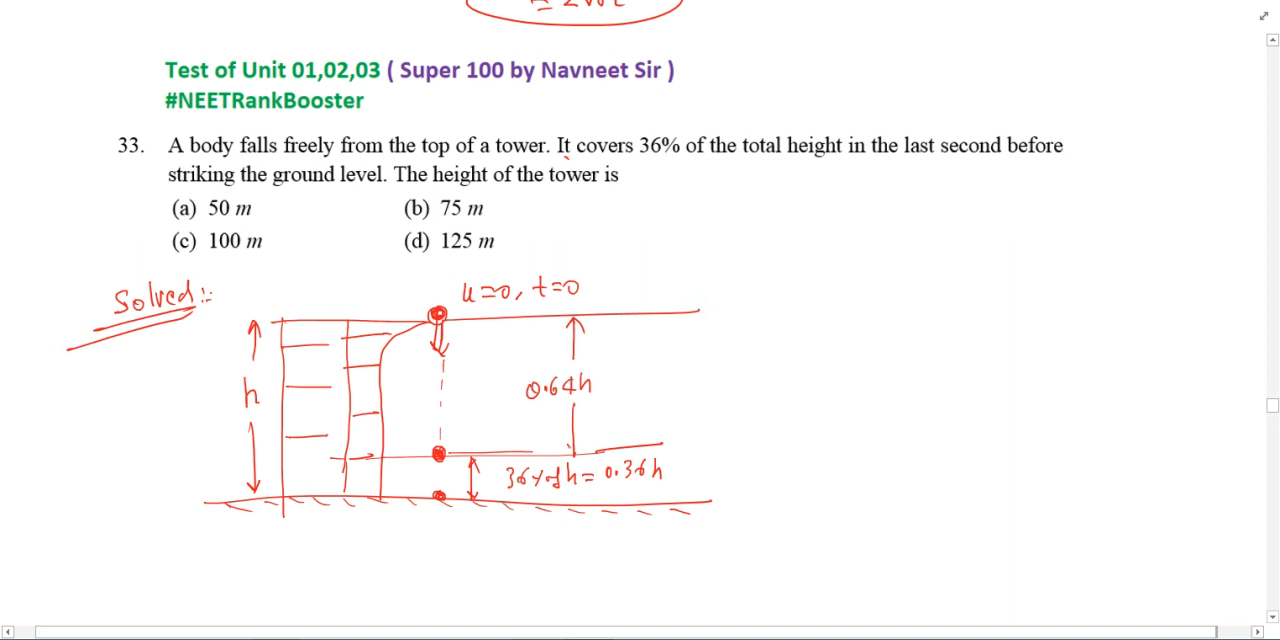 Test of Unit 01,02,03 ( Super 100 by Navneet Sir )
#NEETRankBooster
33. A body falls freely from the top of a tower. It covers 36% of the total height in the last second before
striking the ground level. The height of the tower is
(a) 50 m (b) 75 m
(c) 100 m (d) 125 m
Solved:-
u=0, t=0
h
0.64h
36% of h = 0.36h